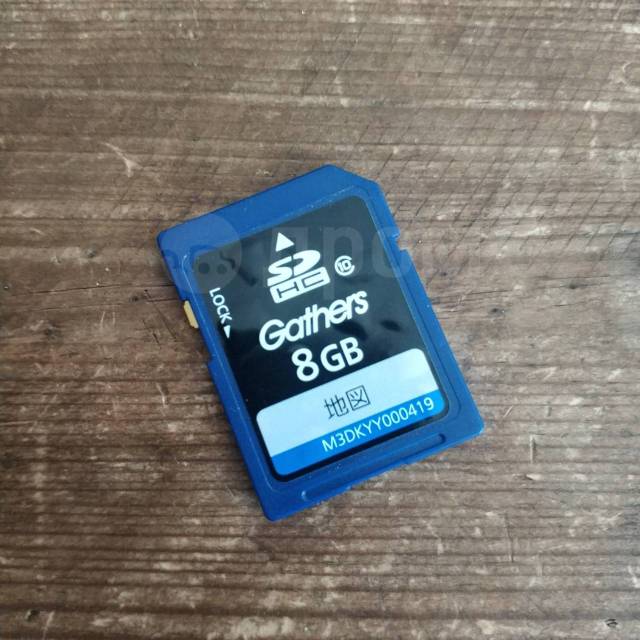 SD
HC
10
LOCK
Gathers
8GB
地図
M3DKYY000419